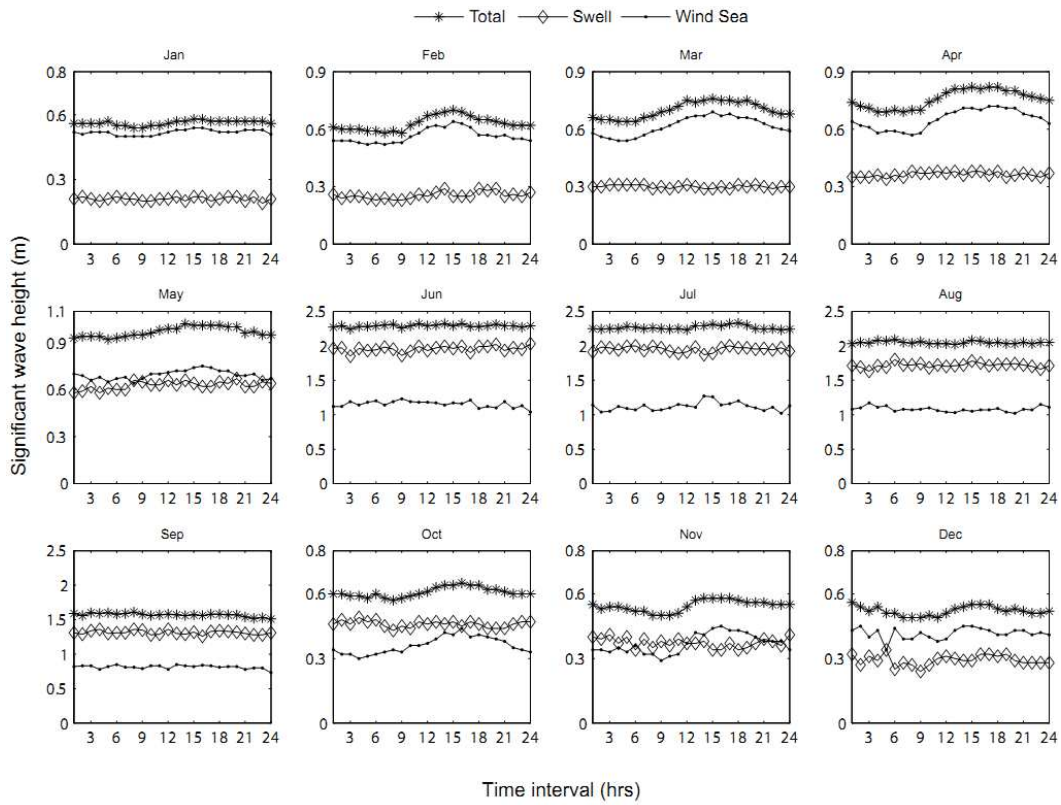 Total Swell Wind Sea
Jan Feb Mar Apr
0.8 0.9 0.9 0.9
0.6 0.6 0.6 0.6
0.3 0.3 0.3 0.3
0 0 0 0
3 6 9 12 15 18 21 24 3 6 9 12 15 18 21 24 3 6 9 12 15 18 21 24 3 6 9 12 15 18 21 24
Significant wave height (m)
May Jun Jul Aug
1.1 2.5 2.5 2.5
0.9 2 2 2
0.6 1.5 1.5 1.5
0.3 1 1 1
0.5 0.5 0.5
0 0 0 0
3 6 9 12 15 18 21 24 3 6 9 12 15 18 21 24 3 6 9 12 15 18 21 24 3 6 9 12 15 18 21 24
Sep Oct Nov Dec
2.5 0.8 0.8 0.8
2 0.6 0.6 0.6
1.5 0.3 0.3 0.3
1
0.5
0 0 0 0
3 6 9 12 15 18 21 24 3 6 9 12 15 18 21 24 3 6 9 12 15 18 21 24 3 6 9 12 15 18 21 24
Time interval (hrs)